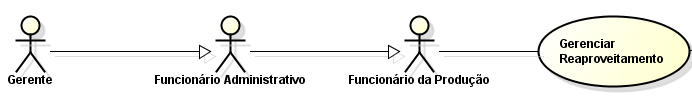 Gerenciar
Reaproveitamento
Gerente
Funcionário Administrativo
Funcionário da Produção